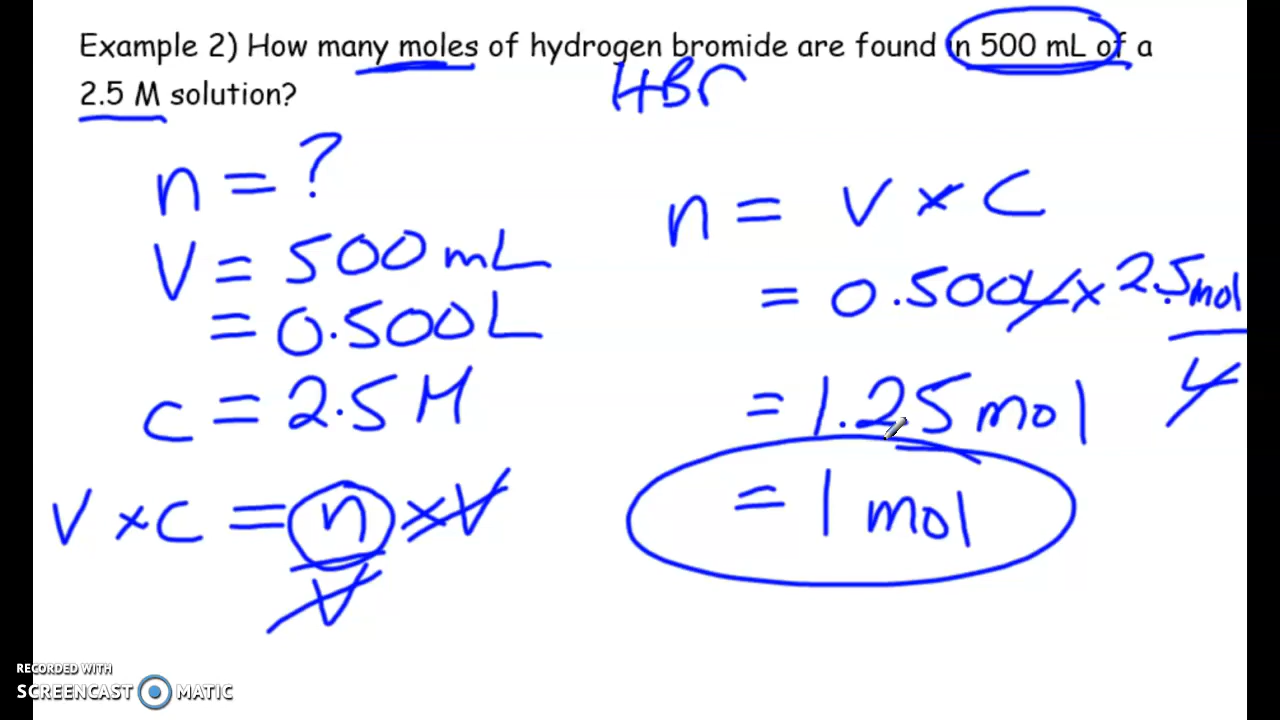 Example 2) How many moles of hydrogen bromide are found in 500 mL of a
2.5 M solution?
HBr
n = ?
V = 500 mL
= 0.500 L
c = 2.5 M
V × C = n × V
V
n = V × C
= 0.500 L × 2.5 mol
L
= 1.25 mol
= 1 mol
RECORDED WITH
SCREENCAST MATIC